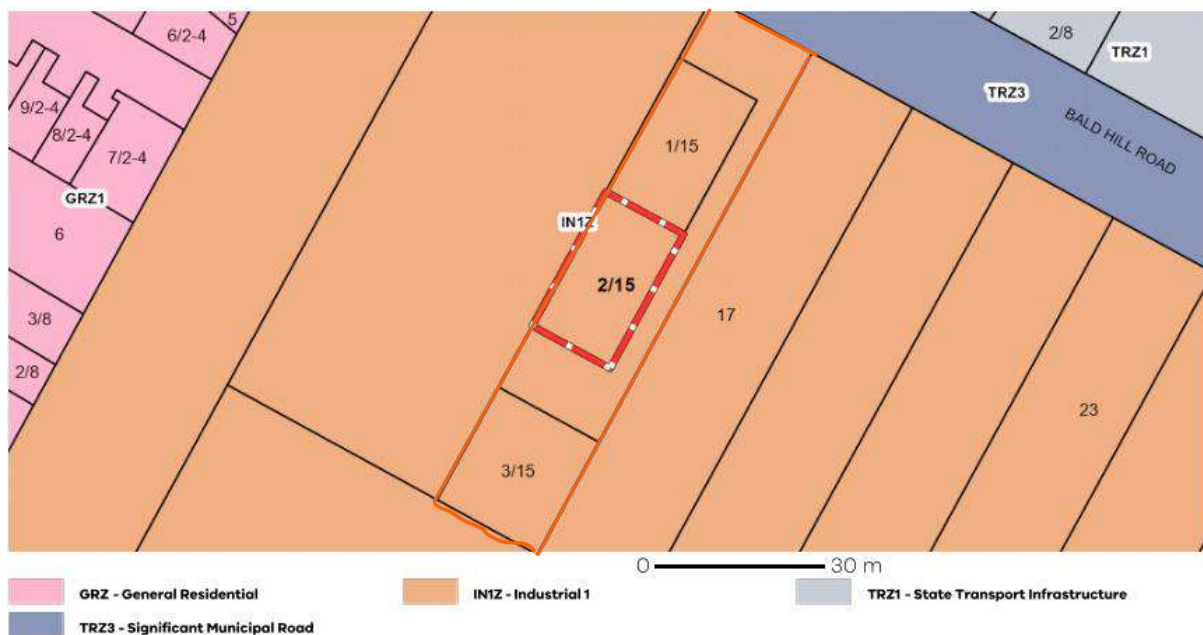 5
6/2-4
2/8
TRZ1
9/2-4
8/2-4
7/2-4
1/15
TRZ3
BALD HILL ROAD
GRZ1
6
IN1Z
2/15
3/8
17
2/8
23
3/15
0 30 m
GRZ - General Residential
IN1Z - Industrial 1
TRZ1 - State Transport Infrastructure
TRZ3 - Significant Municipal Road